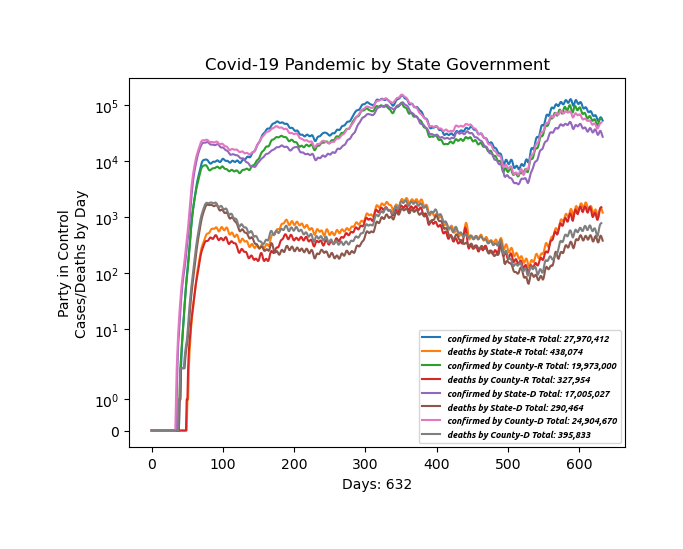 Covid-19 Pandemic by State Government
Party in Control
Cases/Deaths by Day
10^5
10^4
10^3
10^2
10^1
10^0
0
confirmed by State-R Total: 27,970,412
deaths by State-R Total: 438,074
confirmed by County-R Total: 19,973,000
deaths by County-R Total: 327,954
confirmed by State-D Total: 17,005,027
deaths by State-D Total: 290,464
confirmed by County-D Total: 24,904,670
deaths by County-D Total: 395,833
0 100 200 300 400 500 600
Days: 632